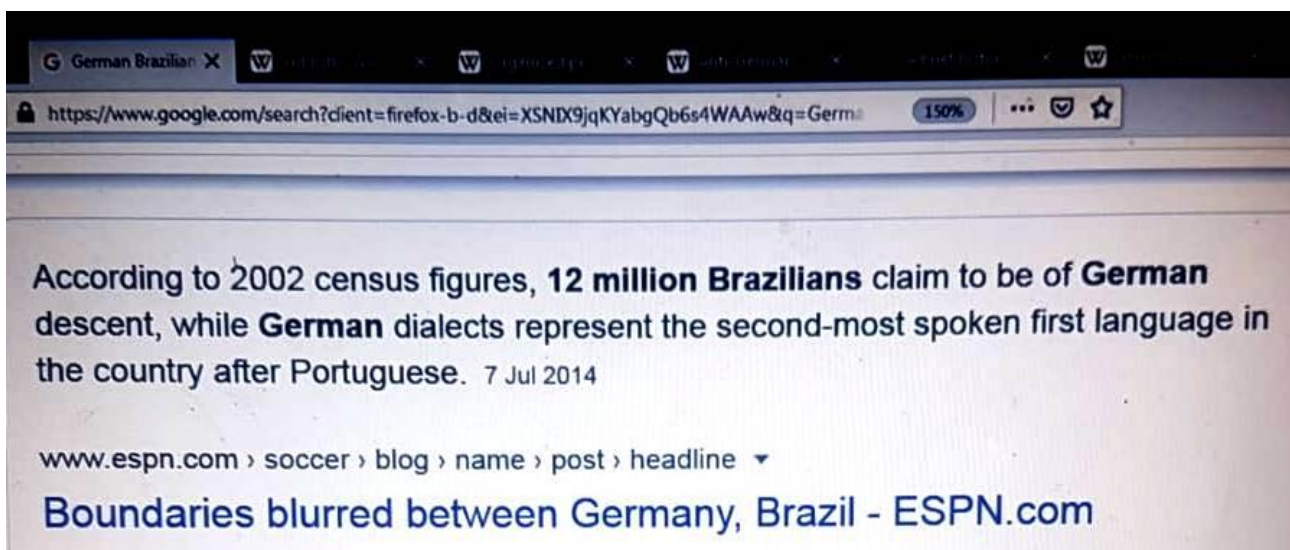 German Brazilian
https://www.google.com/search?client=firefox-b-d&ei=XSNIX9jqKYabgQb6s4WAAw&q=Germa
150%
According to 2002 census figures, 12 million Brazilians claim to be of German
descent, while German dialects represent the second-most spoken first language in
the country after Portuguese. 7 Jul 2014
www.espn.com › soccer › blog › name › post › headline
Boundaries blurred between Germany, Brazil - ESPN.com